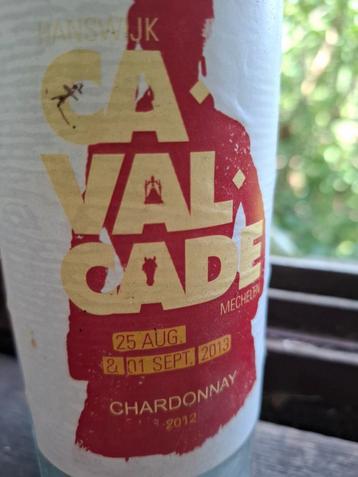 HANSWIJK
CA·
VAL·
CADE
MECHELEN
25 AUG.
& 01 SEPT. 2013
CHARDONNAY
2012